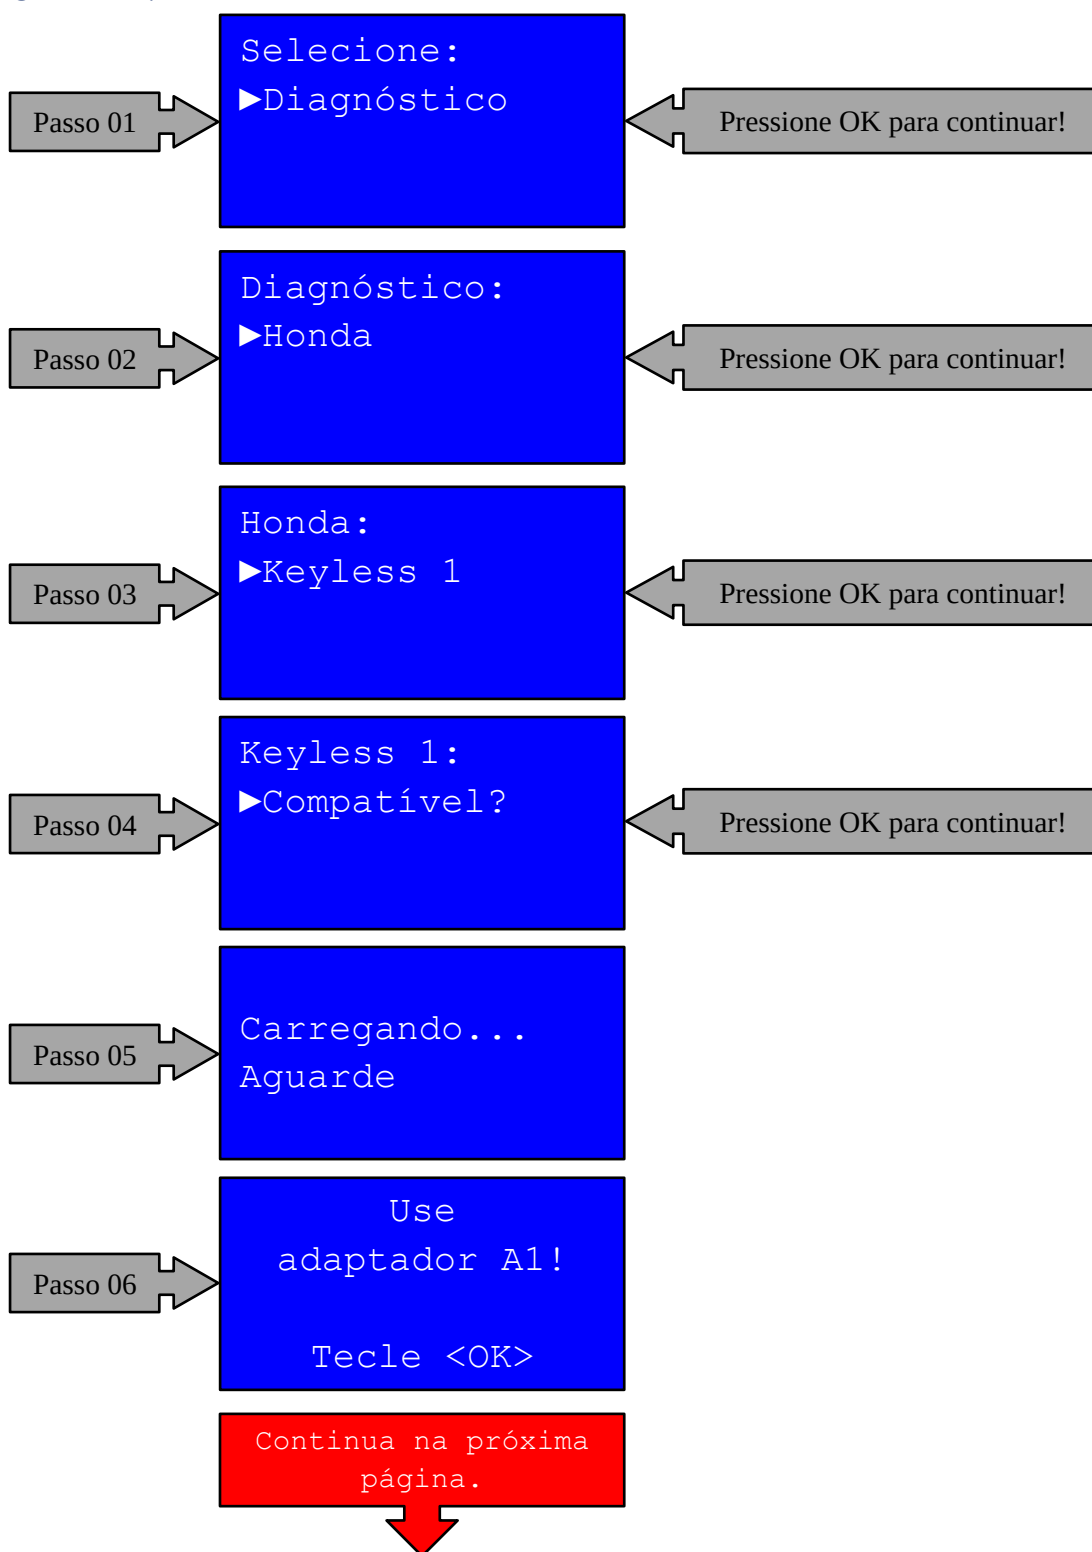 Selecione:
►Diagnóstico
Passo 01
Pressione OK para continuar!
Diagnóstico:
►Honda
Passo 02
Pressione OK para continuar!
Honda:
►Keyless 1
Passo 03
Pressione OK para continuar!
Keyless 1:
►Compatível?
Passo 04
Pressione OK para continuar!
Carregando...
Aguarde
Passo 05
Use
adaptador A1!
Tecle <OK>
Passo 06
Continua na próxima
página.